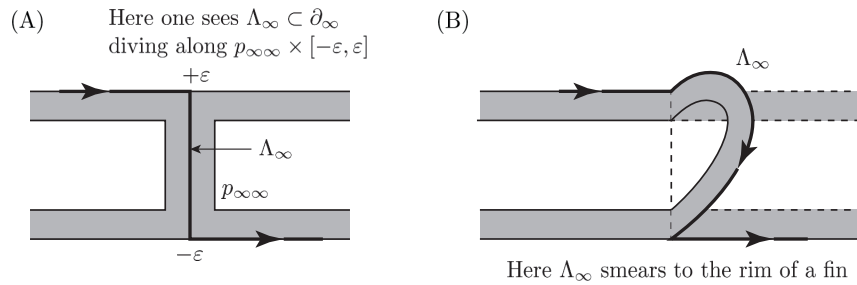 (A)
Here one sees Λ∞ ⊂ ∂∞
diving along p∞∞ × [−ε, ε]
+ε
Λ∞
p∞∞
−ε
(B)
Λ∞
Here Λ∞ smears to the rim of a fin